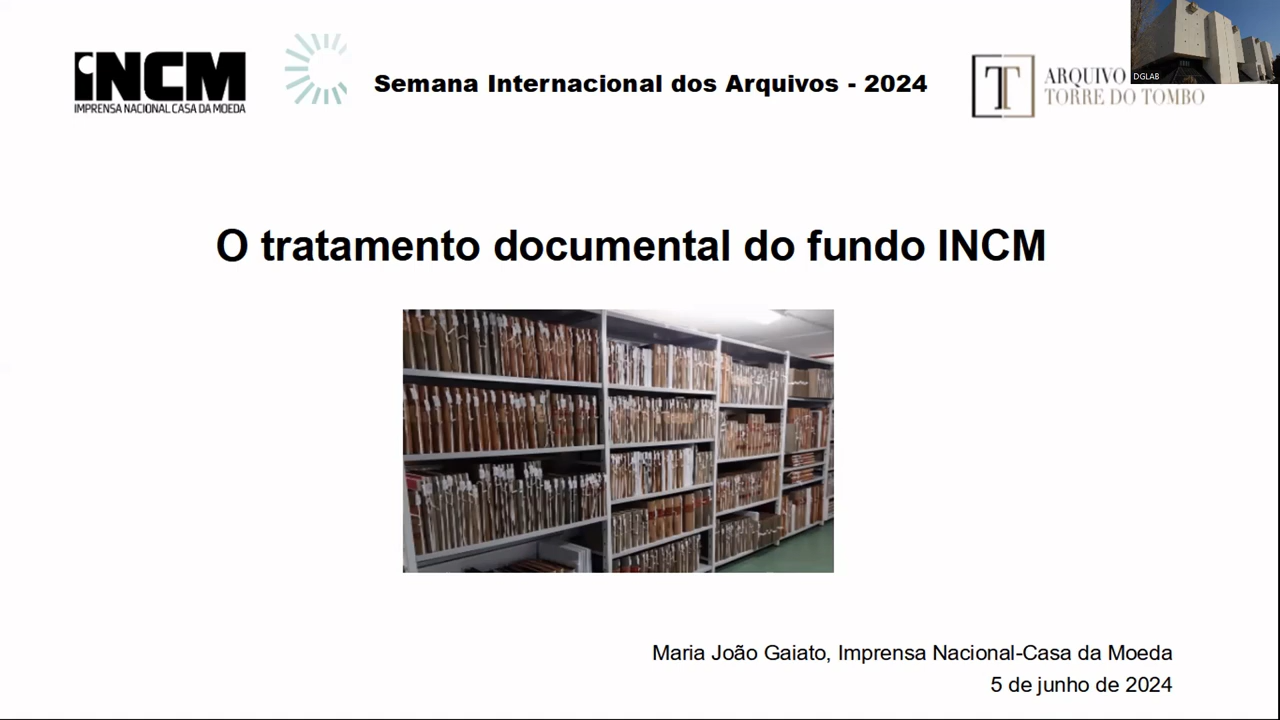 INCM
IMPRENSA NACIONAL CASA DA MOEDA
Semana Internacional dos Arquivos - 2024
T
ARQUIVO
TORRE DO TOMBO
DGLAB
O tratamento documental do fundo INCM
Maria João Gaiato, Imprensa Nacional-Casa da Moeda
5 de junho de 2024